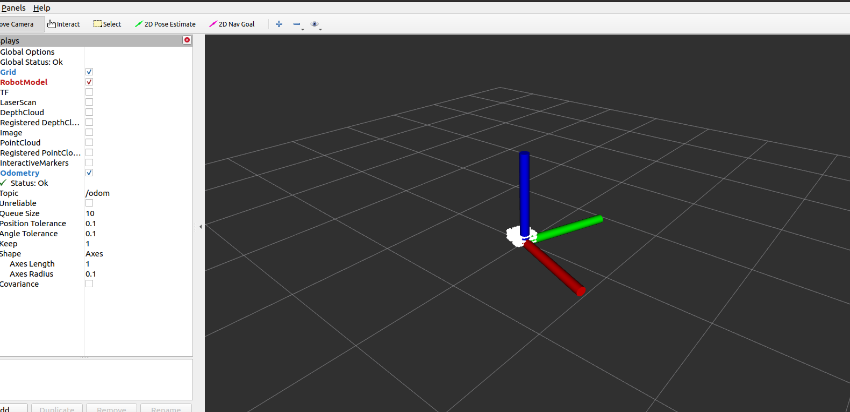 Panels Help
ove Camera Interact Select 2D Pose Estimate 2D Nav Goal
plays
Global Options
Global Status: Ok
Grid
RobotModel
TF
LaserScan
DepthCloud
Registered DepthCl...
Image
PointCloud
Registered PointClo...
InteractiveMarkers
Odometry
Status: Ok
Topic /odom
Unreliable
Queue Size 10
Position Tolerance 0.1
Angle Tolerance 0.1
Keep 1
Shape Axes
Axes Length 1
Axes Radius 0.1
Covariance
dd Duplicate Remove Rename